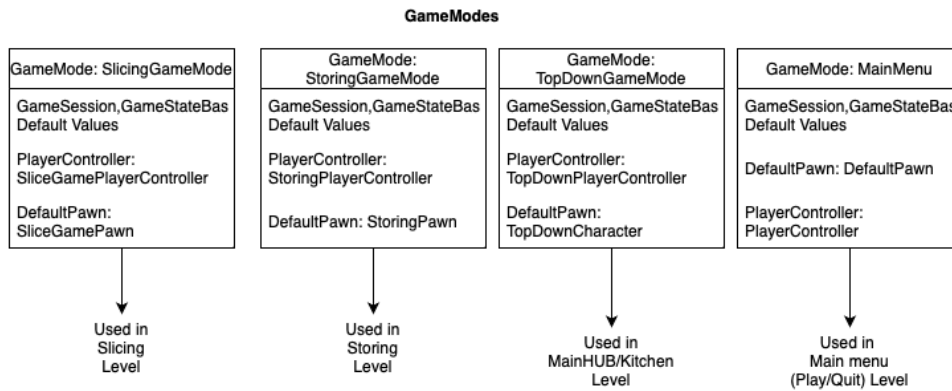 GameModes
GameMode: SlicingGameMode
GameSession,GameStateBas
Default Values
PlayerController:
SliceGamePlayerController
DefaultPawn:
SliceGamePawn
Used in
Slicing
Level
GameMode:
StoringGameMode
GameSession,GameStateBas
Default Values
PlayerController:
StoringPlayerController
DefaultPawn: StoringPawn
Used in
Storing
Level
GameMode:
TopDownGameMode
GameSession,GameStateBas
Default Values
PlayerController:
TopDownPlayerController
DefaultPawn:
TopDownCharacter
Used in
MainHUB/Kitchen
Level
GameMode: MainMenu
GameSession,GameStateBas
Default Values
DefaultPawn: DefaultPawn
PlayerController:
PlayerController
Used in
Main menu
(Play/Quit) Level